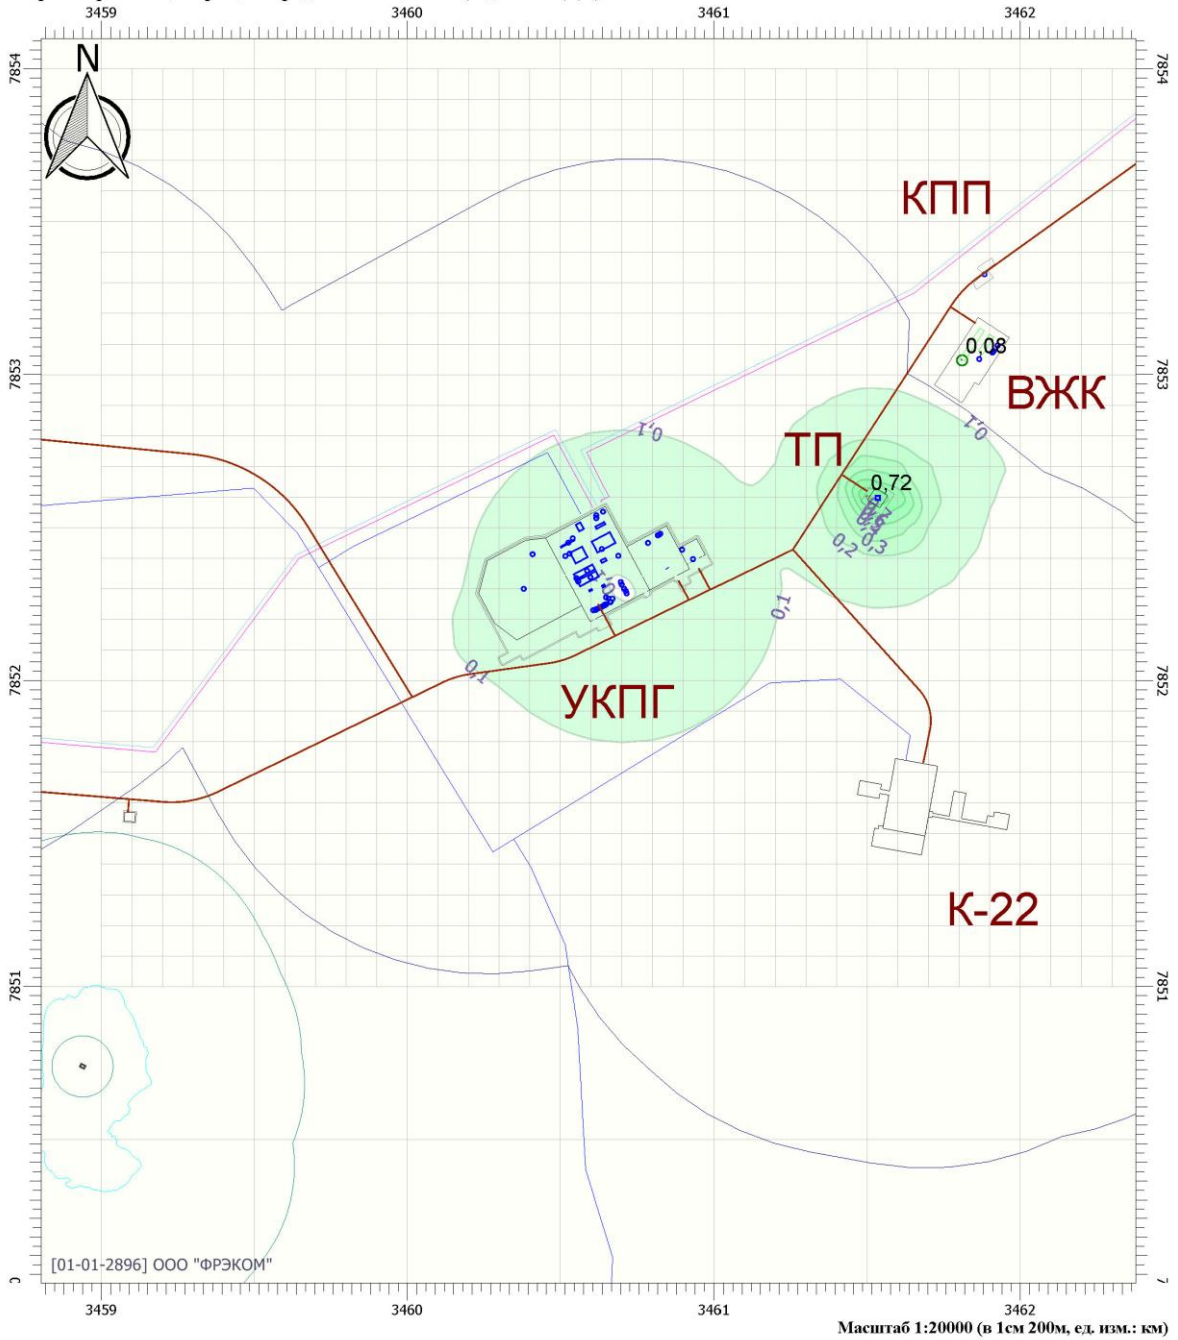 3459 3460 3461 3462
7854 7854
N
КПП
0,08
7853 7853
ВЖК
0,1 0,1
ТП
0,72
0,2 0,3
0,1
0,1
7852 7852
УКПГ
К-22
7851 7851
[01-01-2896] ООО "ФРЭКОМ"
3459 3460 3461 3462
Масштаб 1:20000 (в 1см 200м, ед. изм.: км)